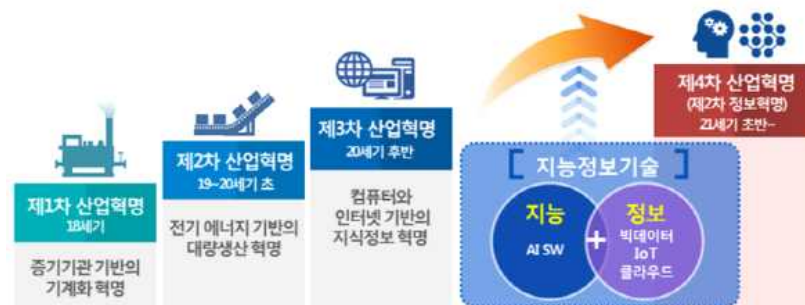 제1차 산업혁명
18세기
증기기관 기반의
기계화 혁명
제2차 산업혁명
19~20세기 초
전기 에너지 기반의
대량생산 혁명
제3차 산업혁명
20세기 후반
컴퓨터와
인터넷 기반의
지식정보 혁명
[ 지능정보기술 ]
지능
AI SW
+
정보
빅데이터
IoT
클라우드
제4차 산업혁명
(제2차 정보혁명)
21세기 초반~